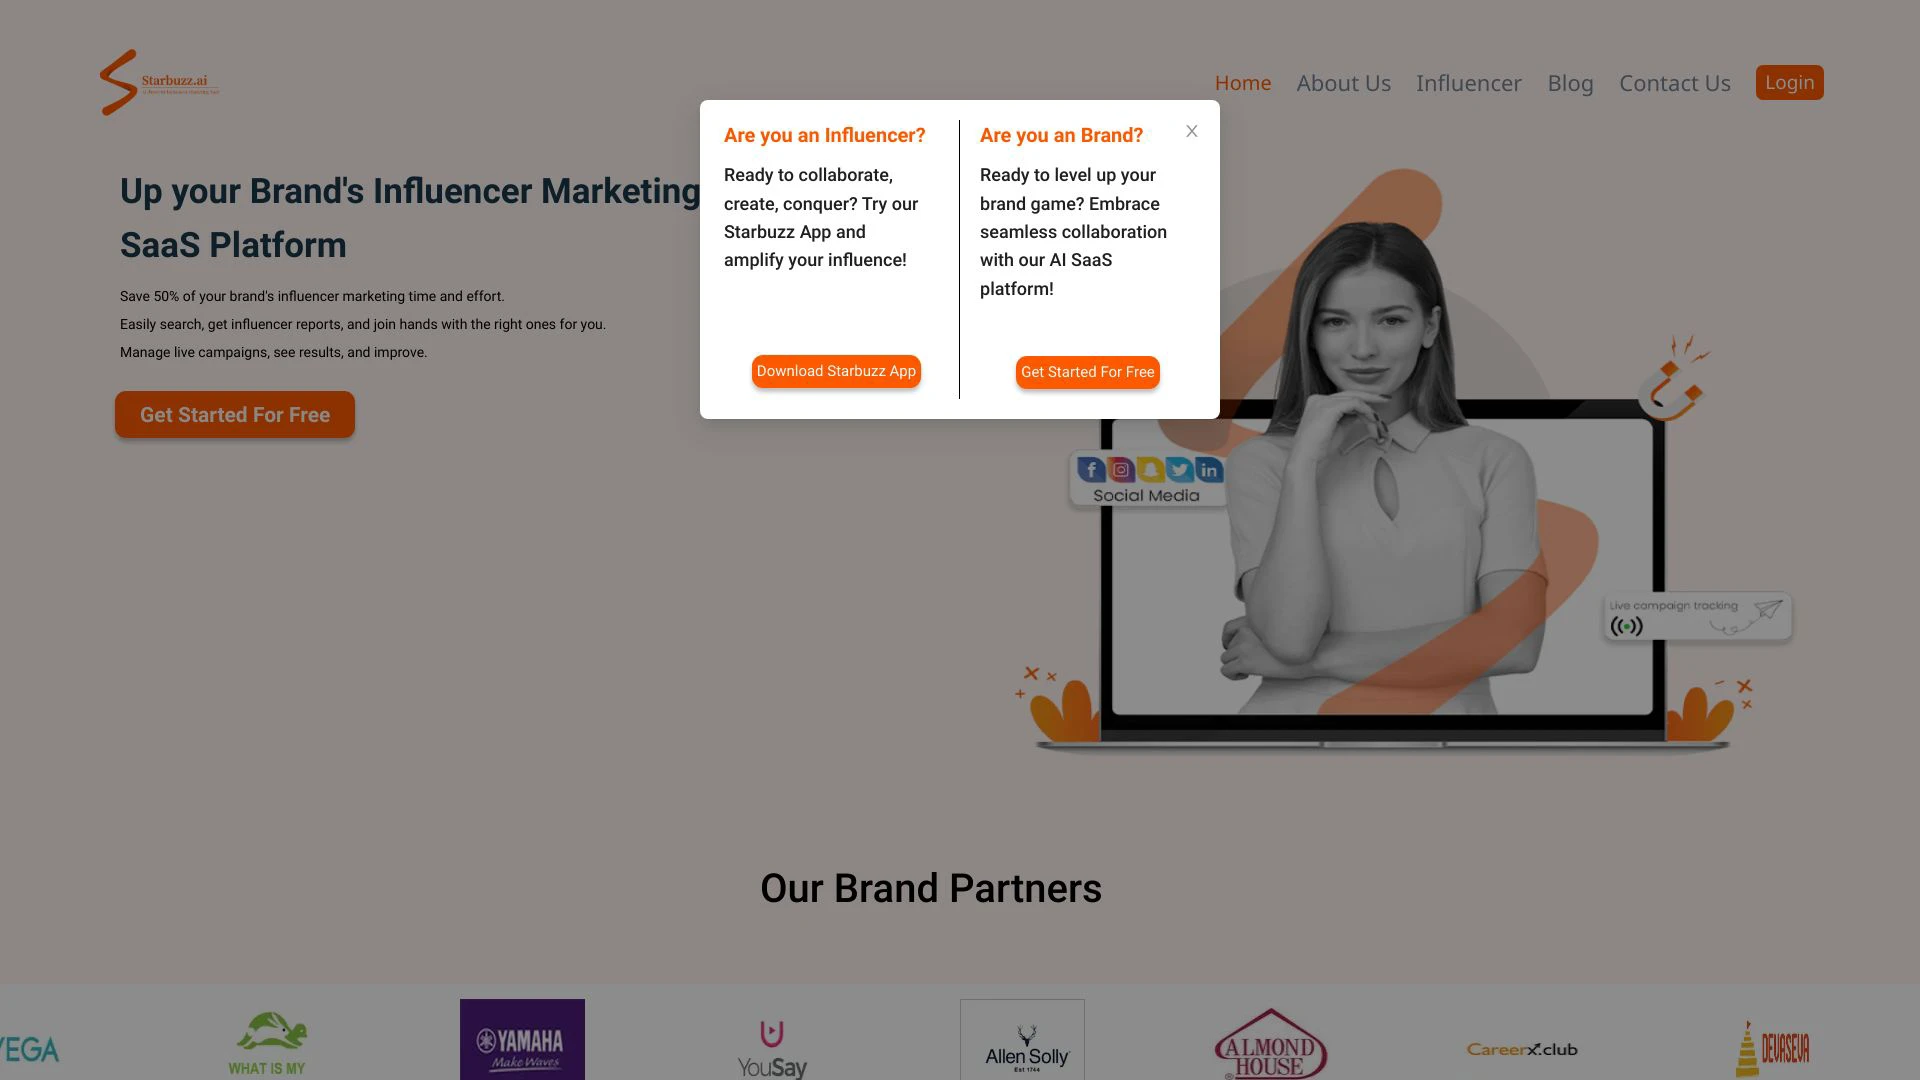 Starbuzz.ai
Home
About Us
Influencer
Blog
Contact Us
Login
Are you an Influencer?
Ready to collaborate,
create, conquer? Try our
Starbuzz App and
amplify your influence!
Download Starbuzz App
Are you an Brand?
Ready to level up your
brand game? Embrace
seamless collaboration
with our AI SaaS
platform!
Get Started For Free
Up your Brand's Influencer Marketing
SaaS Platform
Save 50% of your brand's influencer marketing time and effort.
Easily search, get influencer reports, and join hands with the right ones for you.
Manage live campaigns, see results, and improve.
Get Started For Free
Social Media
Live campaign tracking
Our Brand Partners
VEGA
WHAT IS MY
YAMAHA
Make Waves
YouSay
Allen Solly
Est 1744
ALMOND
HOUSE
Careerx.club
DEVASEVA